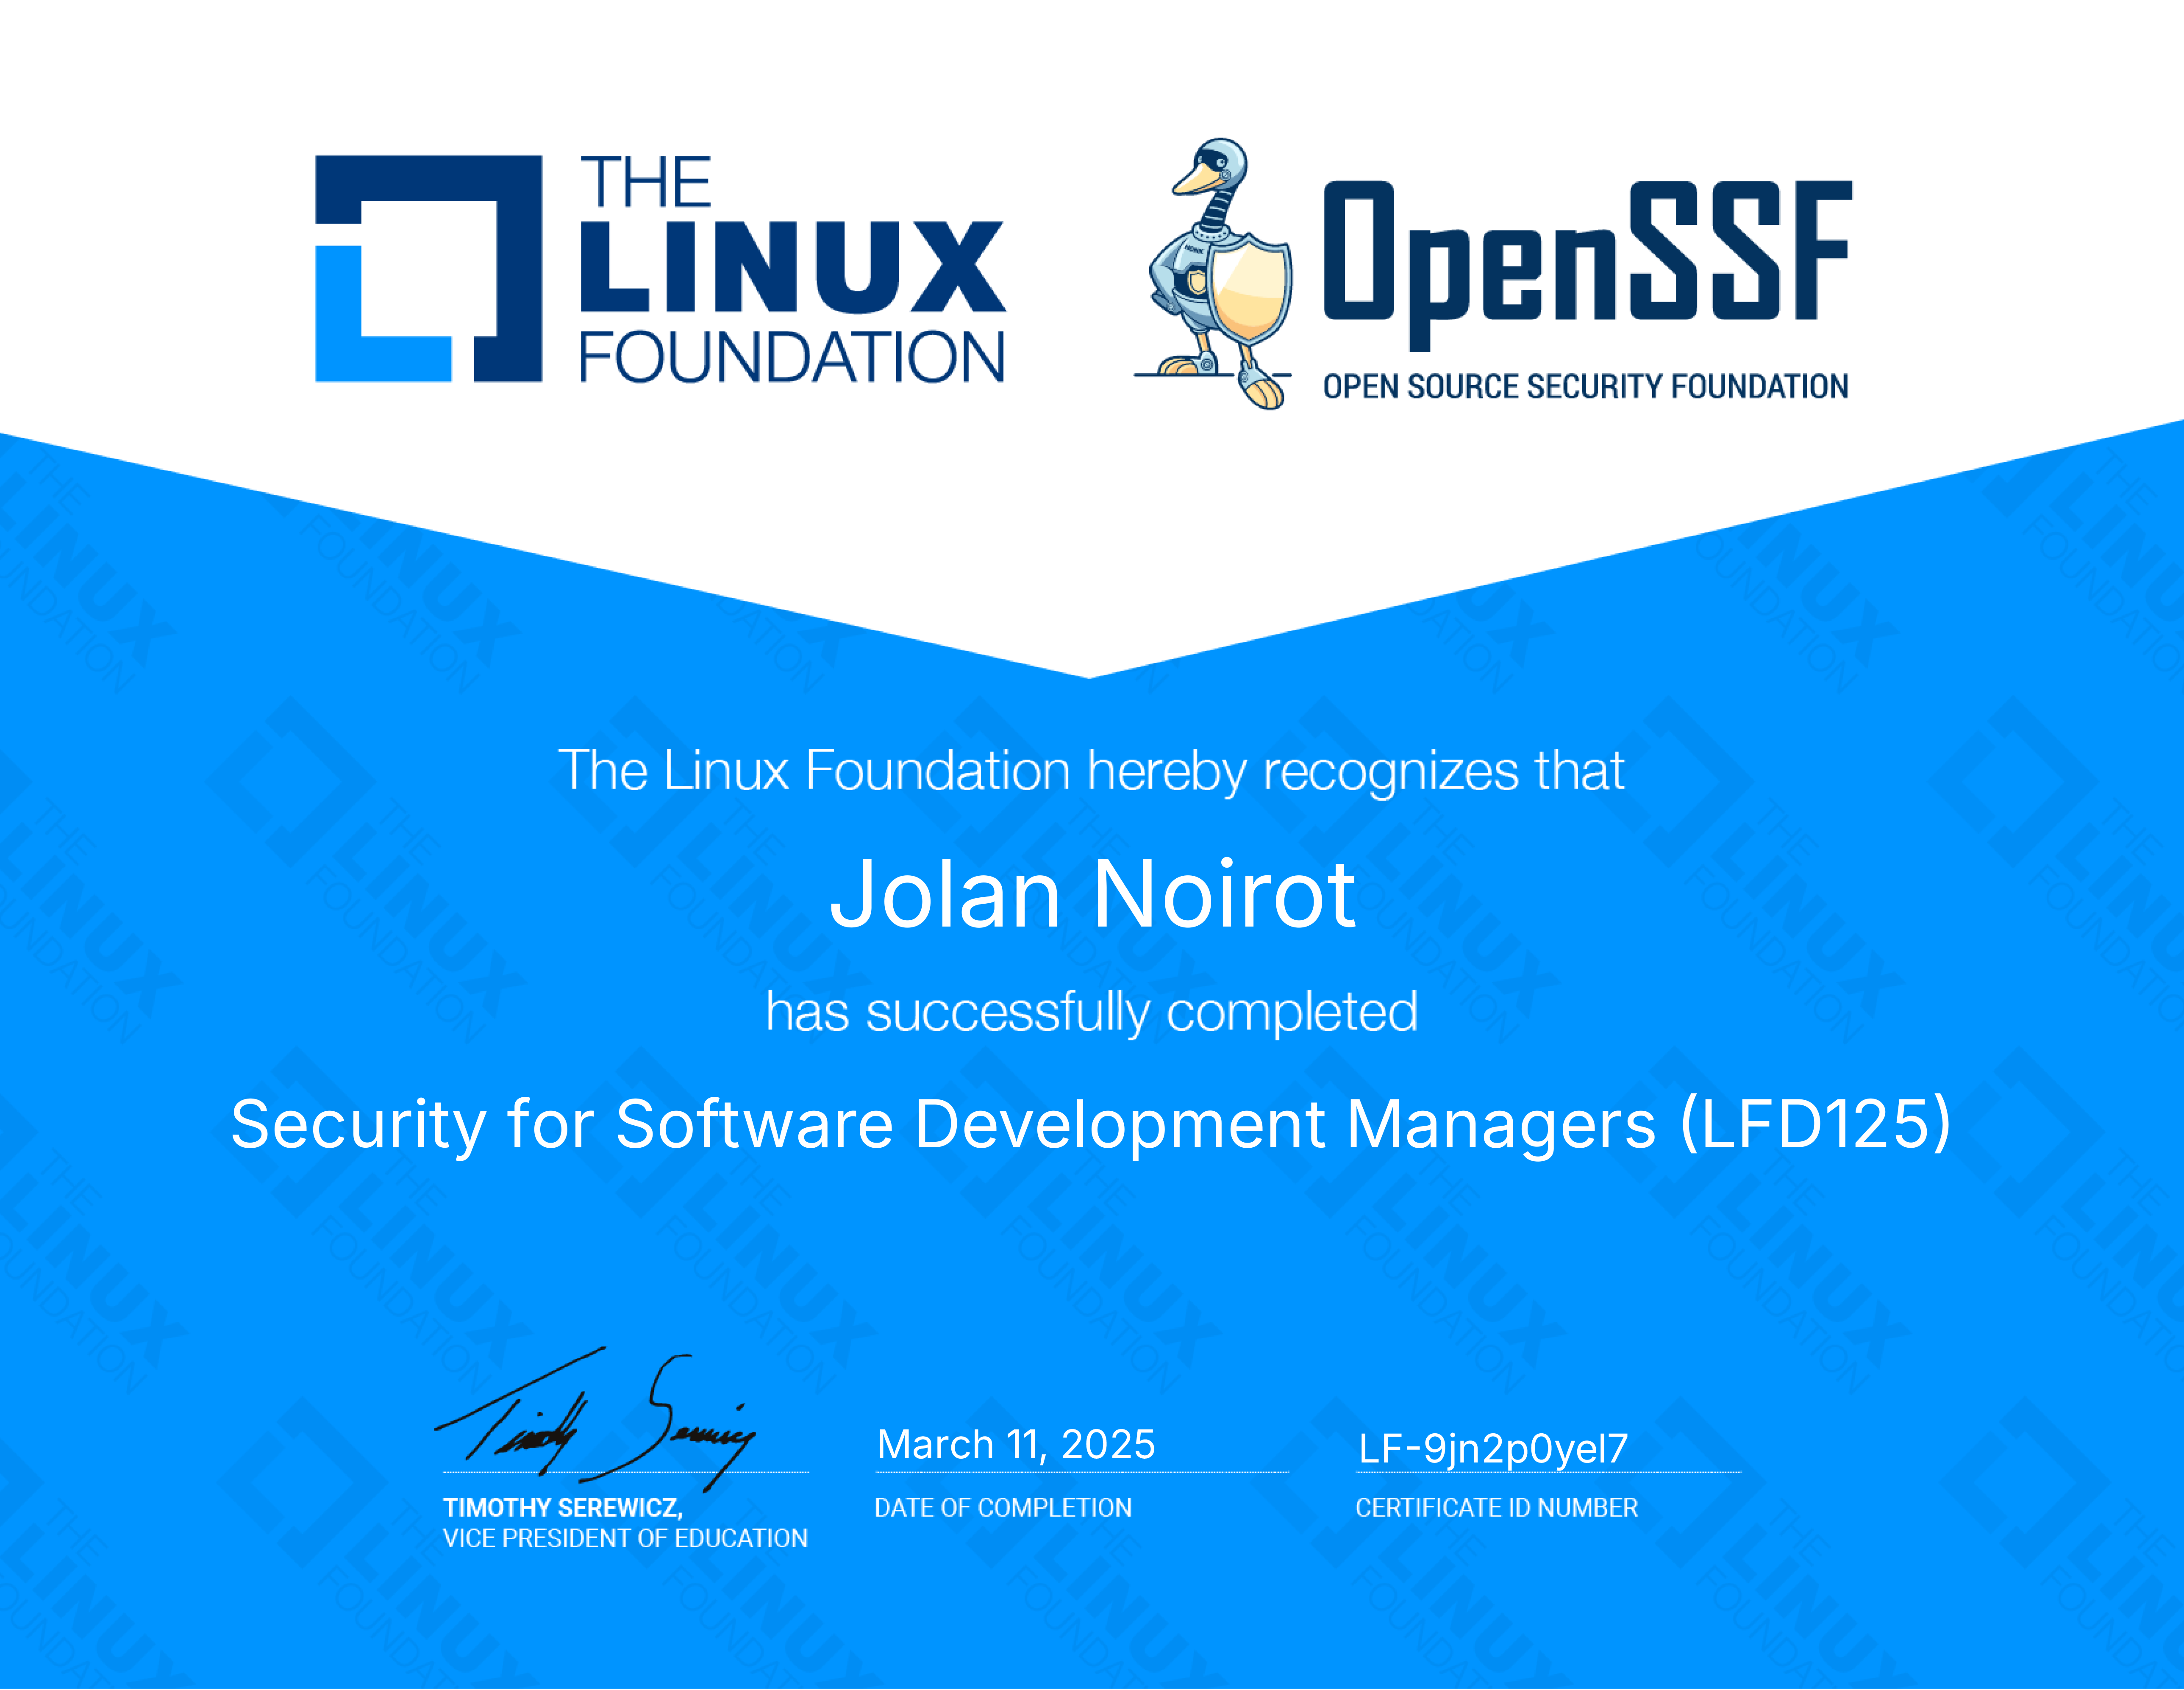 THE
LINUX
FOUNDATION
HONK
OpenSSF
OPEN SOURCE SECURITY FOUNDATION
The Linux Foundation hereby recognizes that
Jolan Noirot
has successfully completed
Security for Software Development Managers (LFD125)
Timothy Serewicz
March 11, 2025
LF-9jn2p0yel7
TIMOTHY SEREWICZ,
VICE PRESIDENT OF EDUCATION
DATE OF COMPLETION
CERTIFICATE ID NUMBER